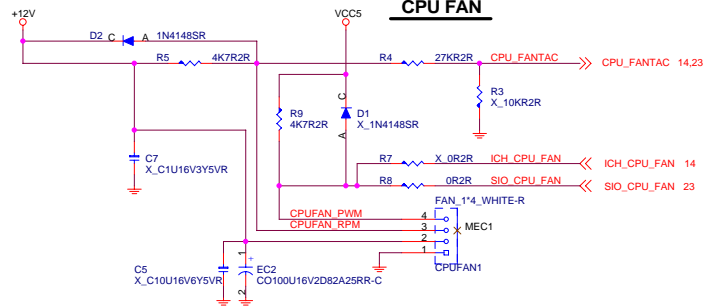 CPU FAN
+12V
VCC5
D2 C A 1N4148SR
R5 4K7R2R
R4 27KR2R CPU_FANTAC CPU_FANTAC 14,23
R3
X_10KR2R
R9
4K7R2R
C
D1
X_1N4148SR
A
C7
X_C1U16V3Y5VR
R7 X_0R2R ICH_CPU_FAN ICH_CPU_FAN 14
R8 0R2R SIO_CPU_FAN SIO_CPU_FAN 23
FAN_1*4_WHITE-R
CPUFAN_PWM 4
CPUFAN_RPM 3 MEC1
2
1
CPUFAN1
C5
X_C10U16V6Y5VR
1
+
EC2
CO100U16V2D82A25RR-C
2